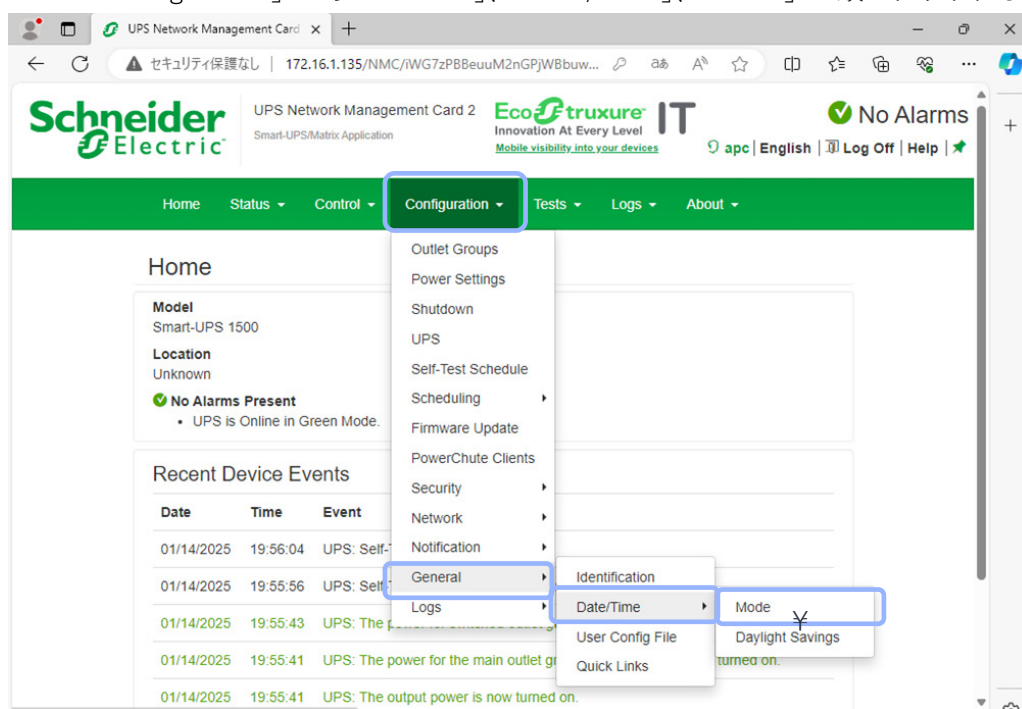 UPS Network Management Card
セキュリティ保護なし | 172.16.1.135/NMC/iWG7zPBBeuuM2nGPjWBbuw...
Schneider Electric
UPS Network Management Card 2
Smart-UPS/Matrix Application
EcoStruxure IT
Innovation At Every Level
Mobile visibility into your devices
No Alarms
apc | English | Log Off | Help |
Home Status Control Configuration Tests Logs About
Home
Model
Smart-UPS 1500
Location
Unknown
No Alarms Present
• UPS is Online in Green Mode.
Recent Device Events
Date Time Event
01/14/2025 19:56:04 UPS: Self-
01/14/2025 19:55:56 UPS: Self-
01/14/2025 19:55:43 UPS: The
01/14/2025 19:55:41 UPS: The power for the main outlet turned on.
01/14/2025 19:55:41 UPS: The output power is now turned on.
Outlet Groups
Power Settings
Shutdown
UPS
Self-Test Schedule
Scheduling
Firmware Update
PowerChute Clients
Security
Network
Notification
General
Logs
Identification
Date/Time
User Config File
Quick Links
Mode
¥
Daylight Savings